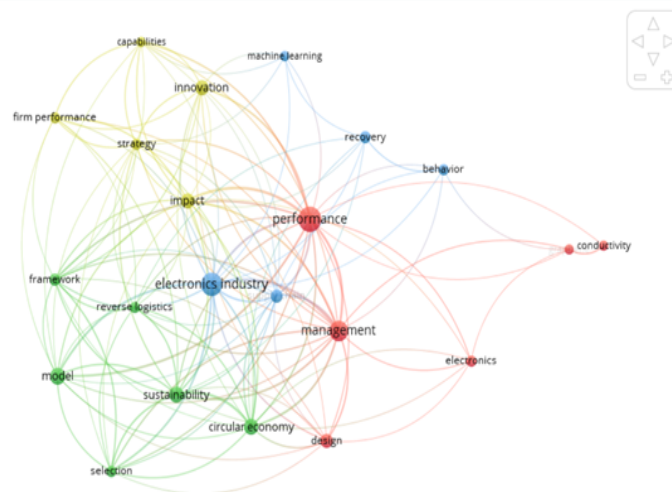 capabilities
machine learning
innovation
firm performance
recovery
strategy
behavior
impact
performance
conductivity
framework
electronics industry
reverse logistics
management
electronics
model
sustainability
circular economy
design
selection